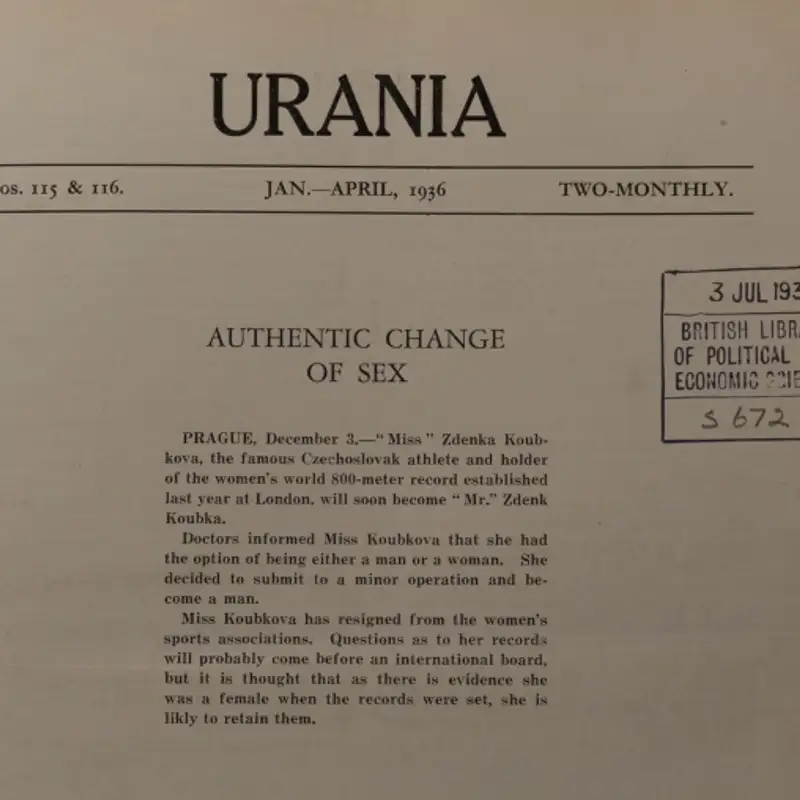 URANIA
os. 115 & 116. JAN.—APRIL, 1936 TWO-MONTHLY.
AUTHENTIC CHANGE
OF SEX
PRAGUE, December 3.—“Miss” Zdenka Koub-
kova, the famous Czechoslovak athlete and holder
of the women's world 800-meter record established
last year at London, will soon become “Mr.” Zdenk
Koubka.
Doctors informed Miss Koubkova that she had
the option of being either a man or a woman. She
decided to submit to a minor operation and be-
come a man.
Miss Koubkova has resigned from the women's
sports associations. Questions as to her records
will probably come before an international board,
but it is thought that as there is evidence she
was a female when the records were set, she is
likly to retain them.
3 JUL 193
BRITISH LIBRA
OF POLITICAL
ECONOMIC SCIE
S 672